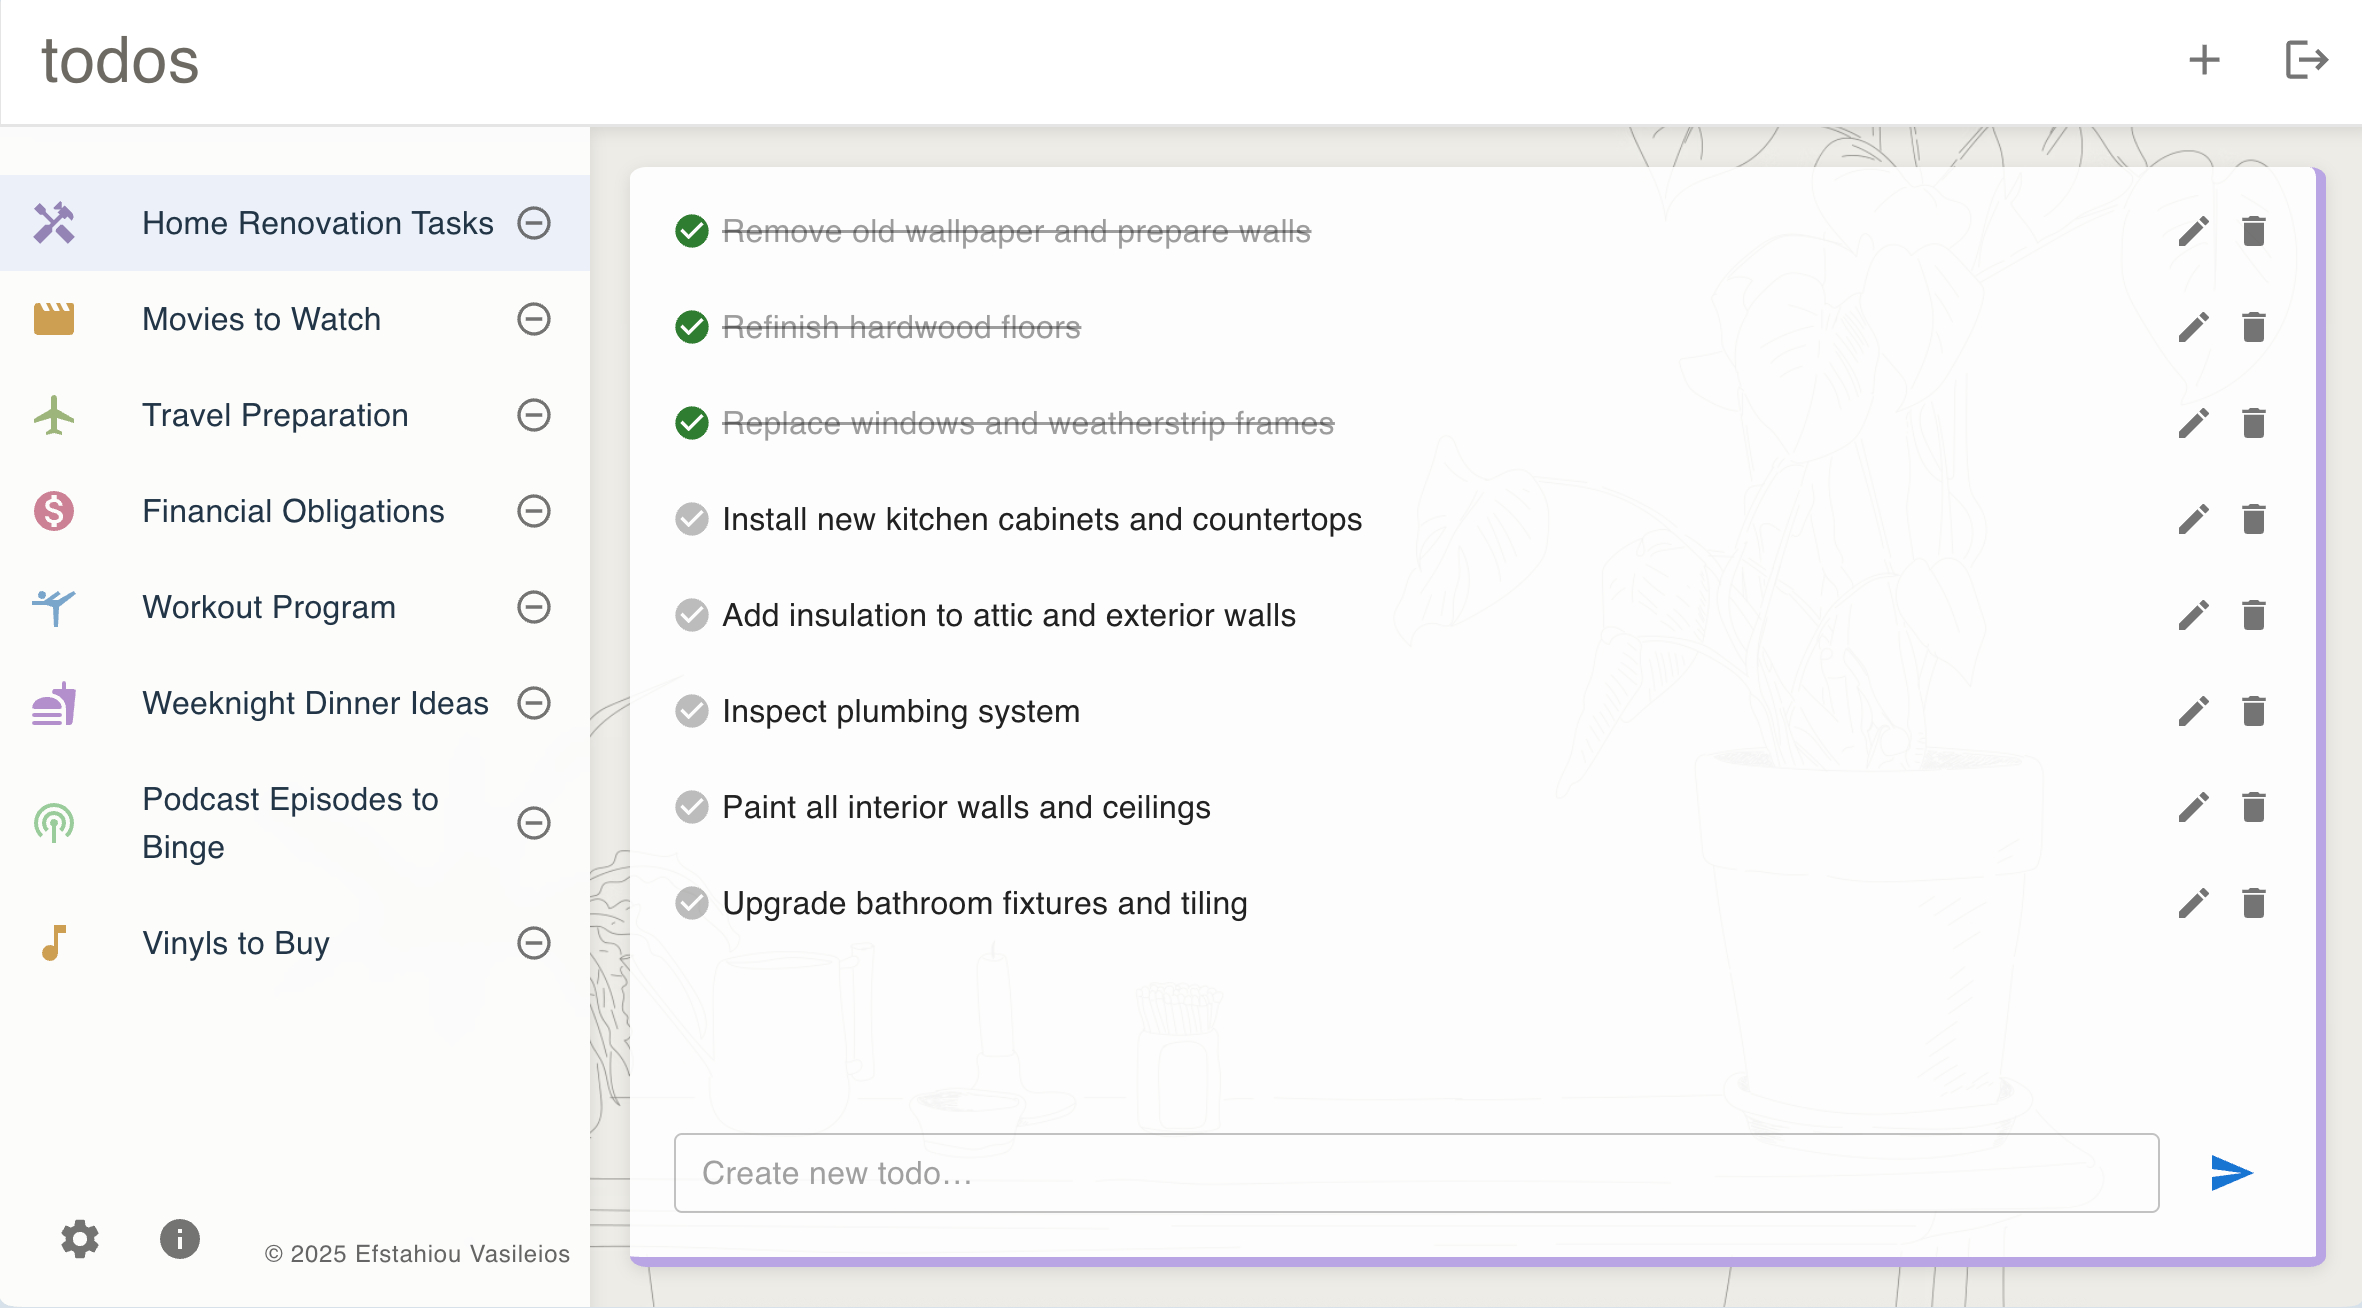 todos
Home Renovation Tasks
Movies to Watch
Travel Preparation
Financial Obligations
Workout Program
Weeknight Dinner Ideas
Podcast Episodes to
Binge
Vinyls to Buy
© 2025 Efstahiou Vasileios
Remove old wallpaper and prepare walls
Refinish hardwood floors
Replace windows and weatherstrip frames
Install new kitchen cabinets and countertops
Add insulation to attic and exterior walls
Inspect plumbing system
Paint all interior walls and ceilings
Upgrade bathroom fixtures and tiling
Create new todo…